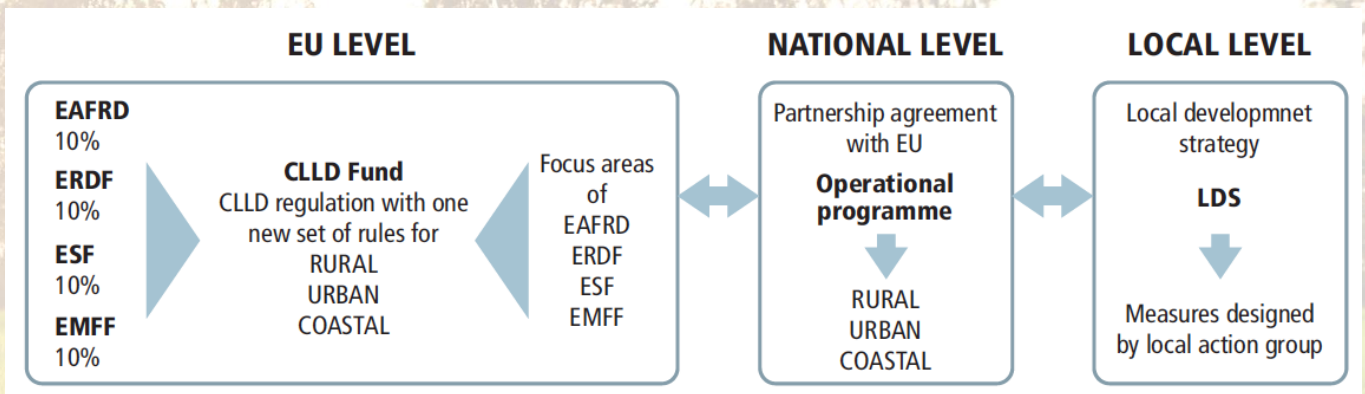 EU LEVEL
EAFRD
10%
ERDF
10%
ESF
10%
EMFF
10%
CLLD Fund
CLLD regulation with one
new set of rules for
RURAL
URBAN
COASTAL
Focus areas
of
EAFRD
ERDF
ESF
EMFF
NATIONAL LEVEL
Partnership agreement
with EU
Operational
programme
RURAL
URBAN
COASTAL
LOCAL LEVEL
Local developmnet
strategy
LDS
Measures designed
by local action group